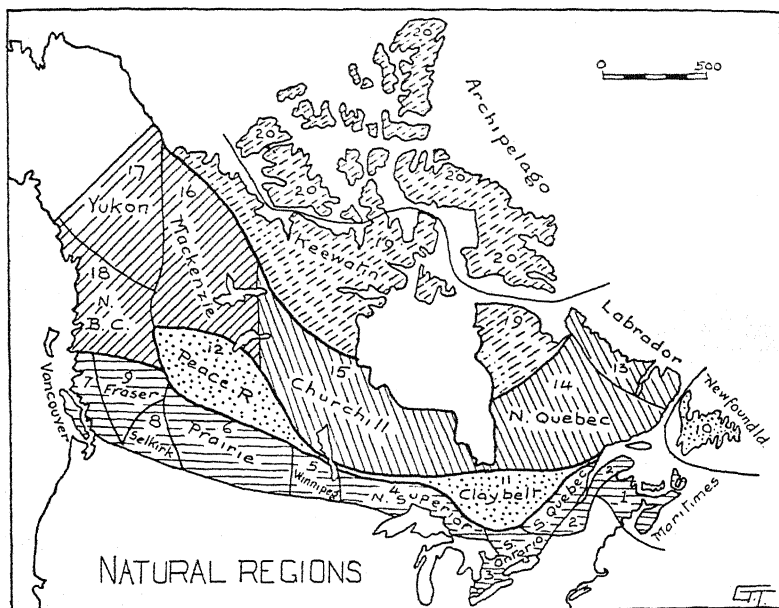 0 500
Archipelago
20
20
20
20
20
17
Yukon
16
Mackenzie
Keewatin
19
18
N.
B.C.
12
Peace R
15
Churchill
19
Labrador
13
14
N. Quebec
Newfoundld.
10
Vancouver
7
9
Fraser
8
Selkirk
6
Prairie
5
Winnipeg
4
N. Superior
11
Claybelt
S. Quebec
2
2
1
Maritimes
S.
Ontario
3
NATURAL REGIONS